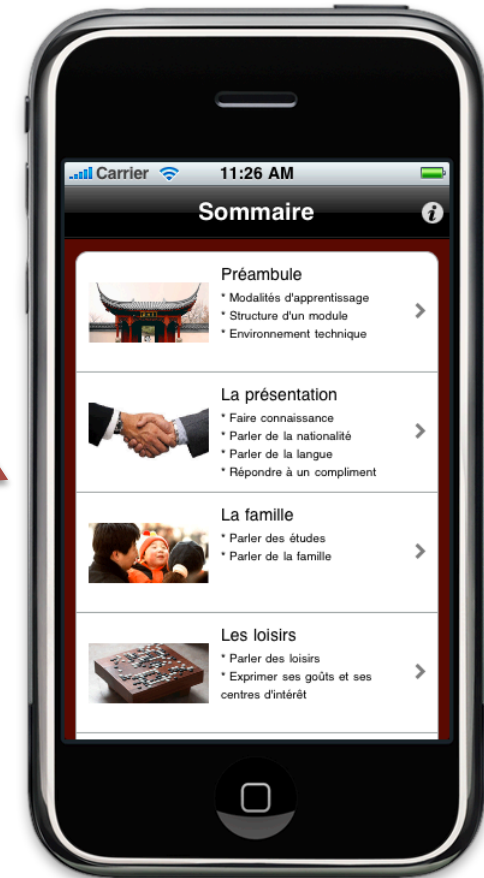 Carrier 11:26 AM
Sommaire
Préambule
* Modalités d'apprentissage
* Structure d'un module
* Environnement technique
La présentation
* Faire connaissance
* Parler de la nationalité
* Parler de la langue
* Répondre à un compliment
La famille
* Parler des études
* Parler de la famille
Les loisirs
* Parler des loisirs
* Exprimer ses goûts et ses
centres d'intérêt